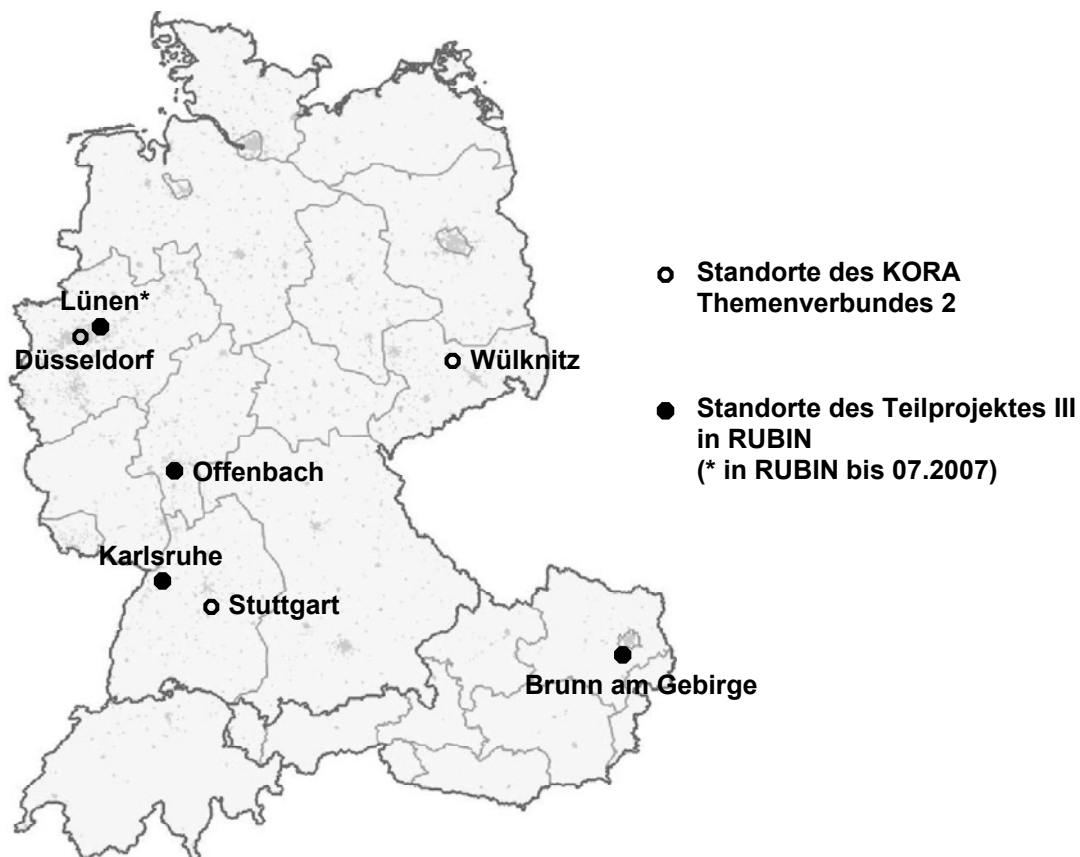 Lünen*
Düsseldorf
Wülknitz
Offenbach
Karlsruhe
Stuttgart
Brunn am Gebirge
Standorte des KORA
Themenverbundes 2
Standorte des Teilprojektes III
in RUBIN
(* in RUBIN bis 07.2007)